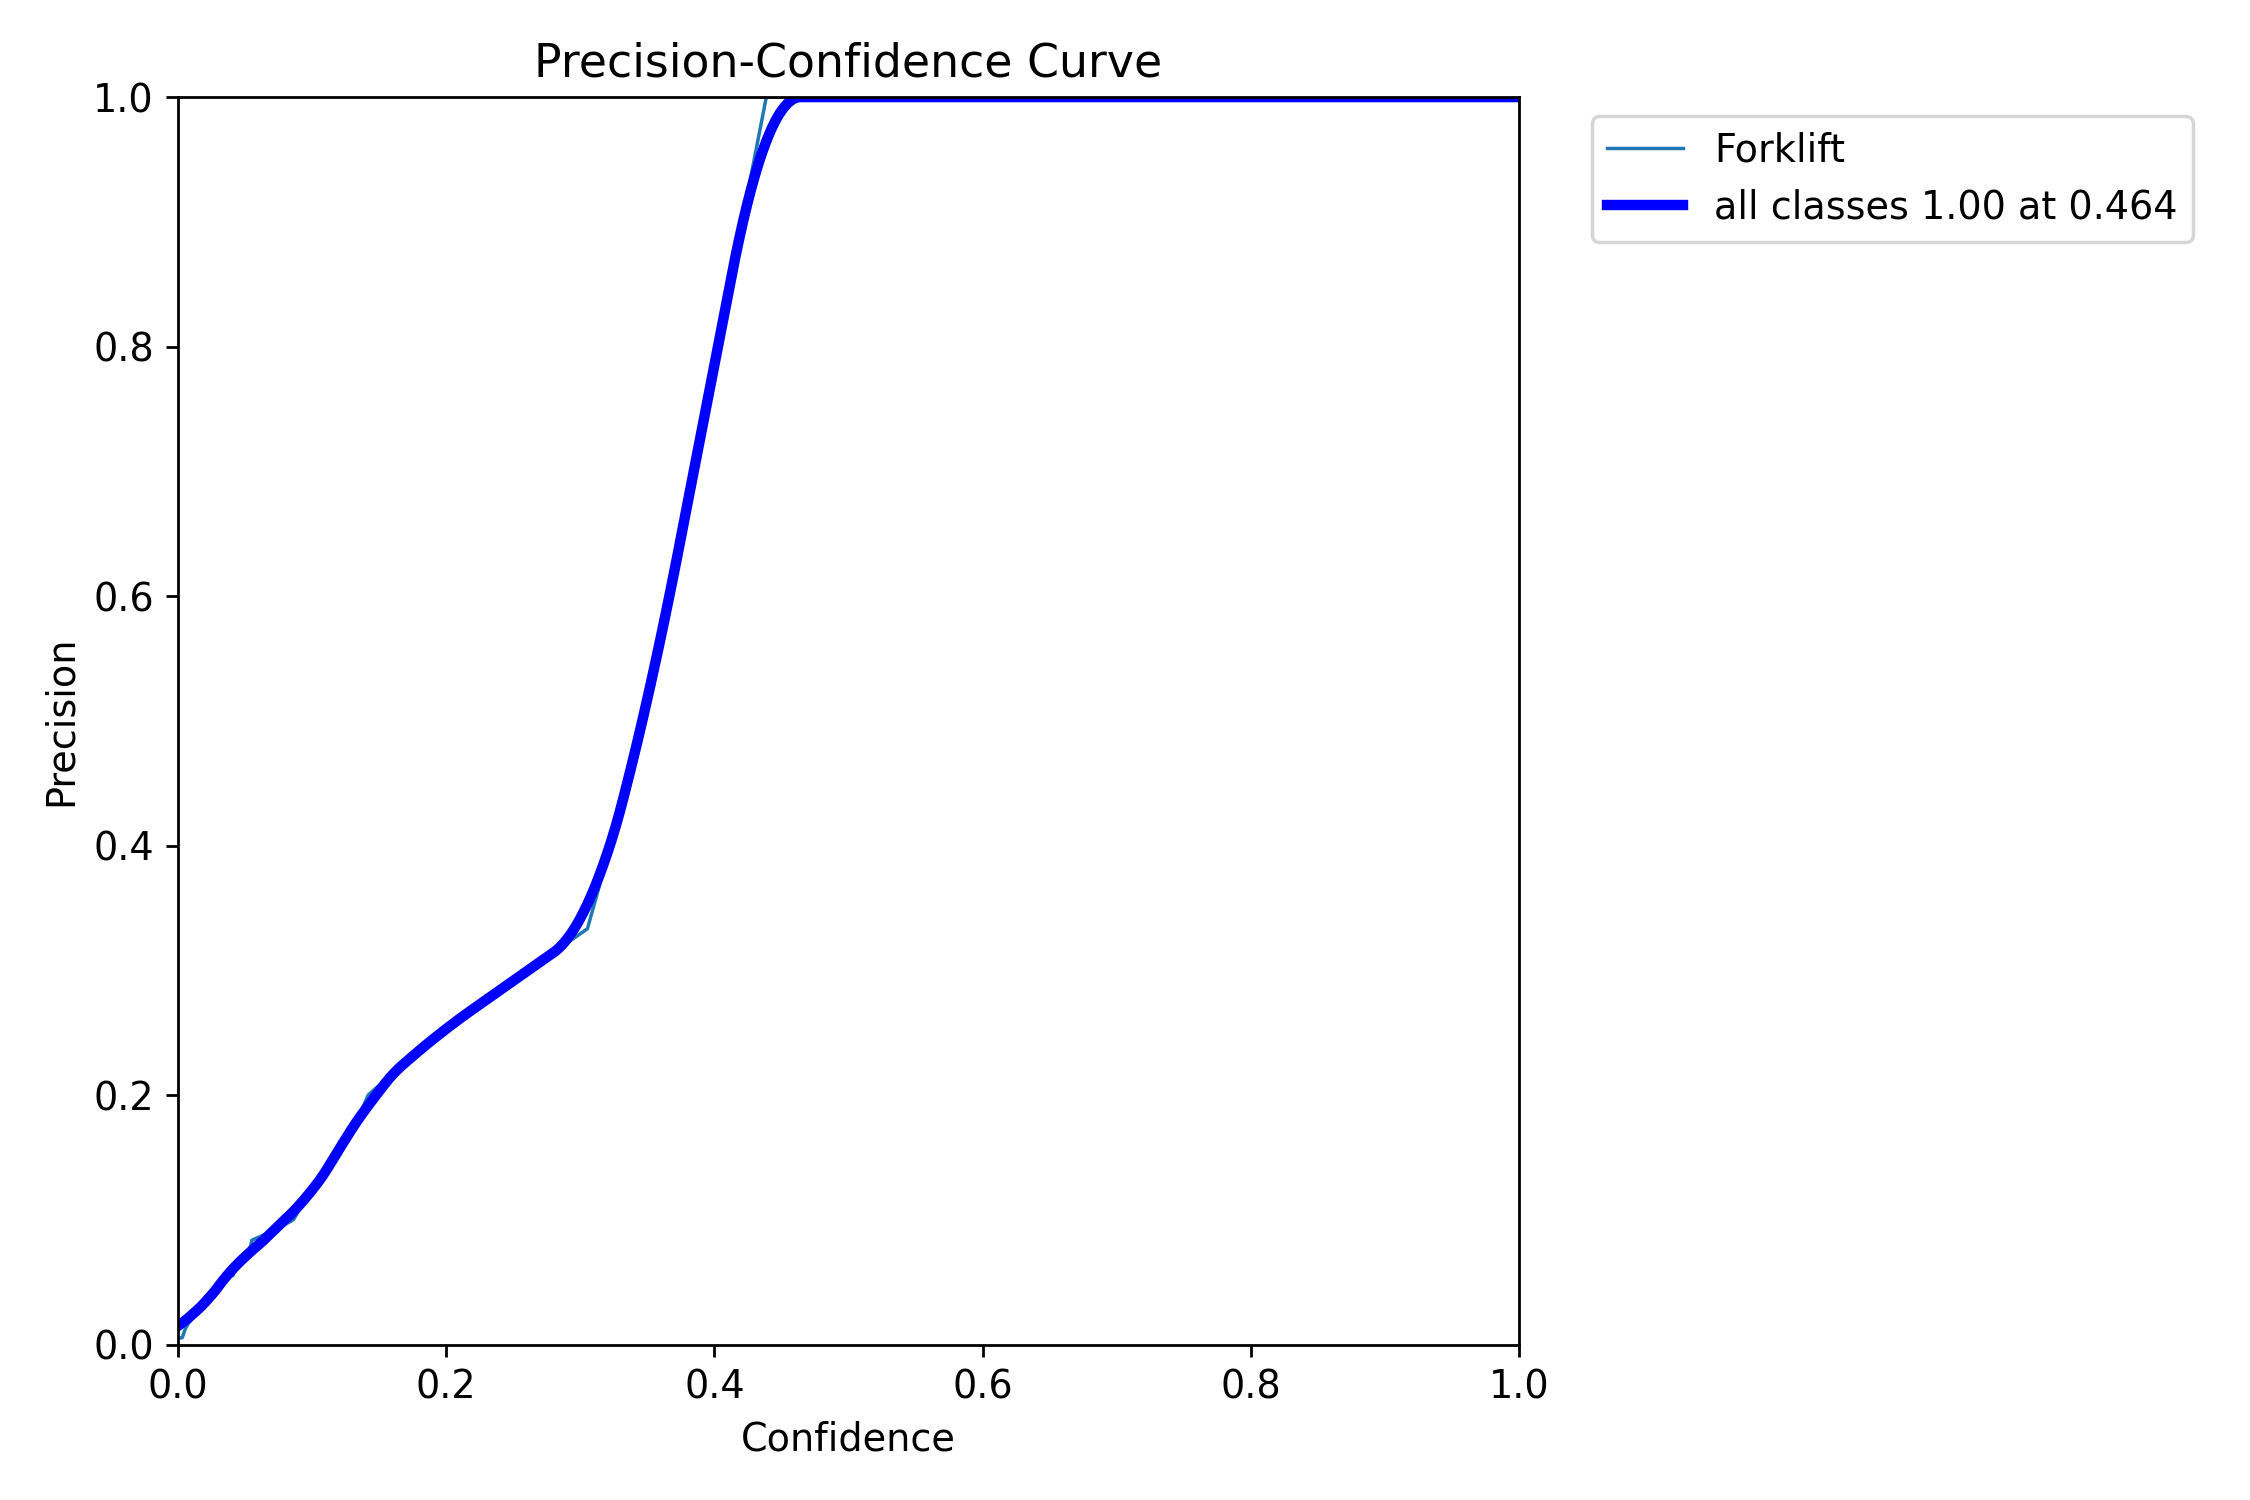 Precision-Confidence Curve
1.0
0.8
0.6
0.4
0.2
0.0
Precision
0.0 0.2 0.4 0.6 0.8 1.0
Confidence
Forklift
all classes 1.00 at 0.464